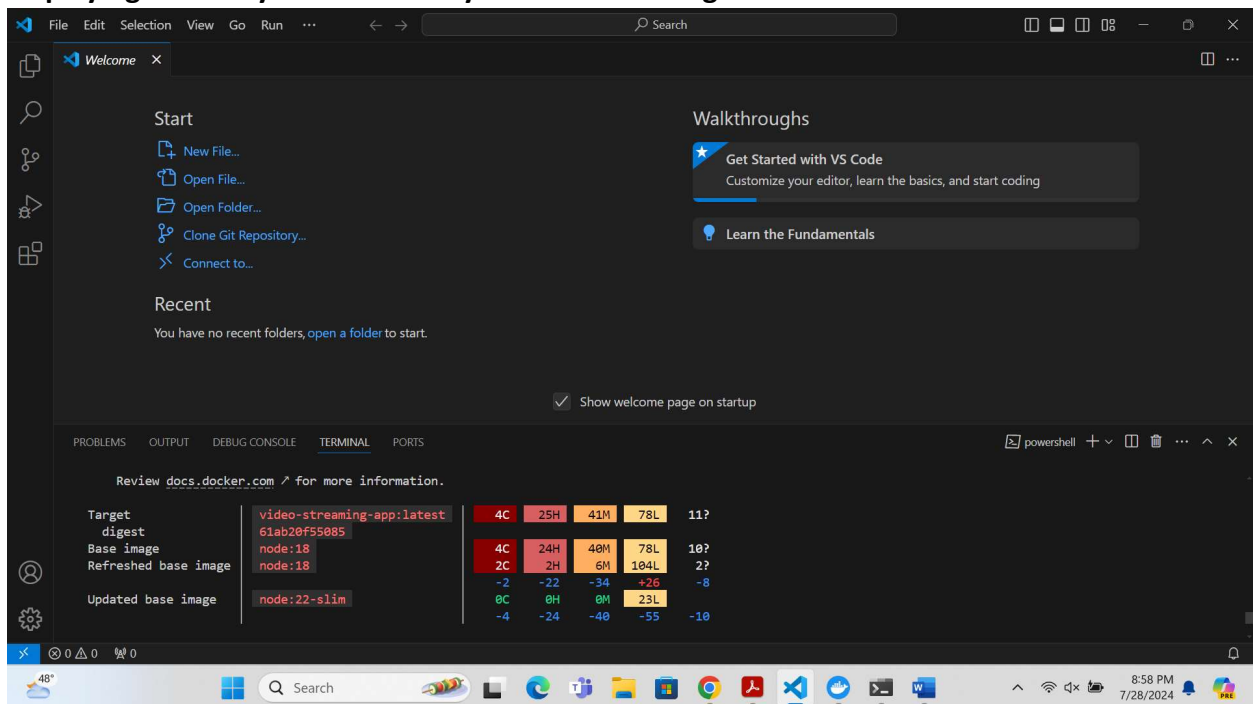 File Edit Selection View Go Run ··· Search
Welcome
Start
New File...
Open File...
Open Folder...
Clone Git Repository...
Connect to...
Recent
You have no recent folders, open a folder to start.
Walkthroughs
Get Started with VS Code
Customize your editor, learn the basics, and start coding
Learn the Fundamentals
Show welcome page on startup
PROBLEMS OUTPUT DEBUG CONSOLE TERMINAL PORTS powershell
Review docs.docker.com ↗ for more information.
Target video-streaming-app:latest 4C 25H 41M 78L 11?
digest 61ab20f55085
Base image node:18 4C 24H 40M 78L 10?
Refreshed base image node:18 2C 2H 6M 104L 2?
-2 -22 -34 +26 -8
Updated base image node:22-slim 0C 0H 0M 23L
-4 -24 -40 -55 -10
0 0 0
48° Search 8:58 PM
7/28/2024
PRE